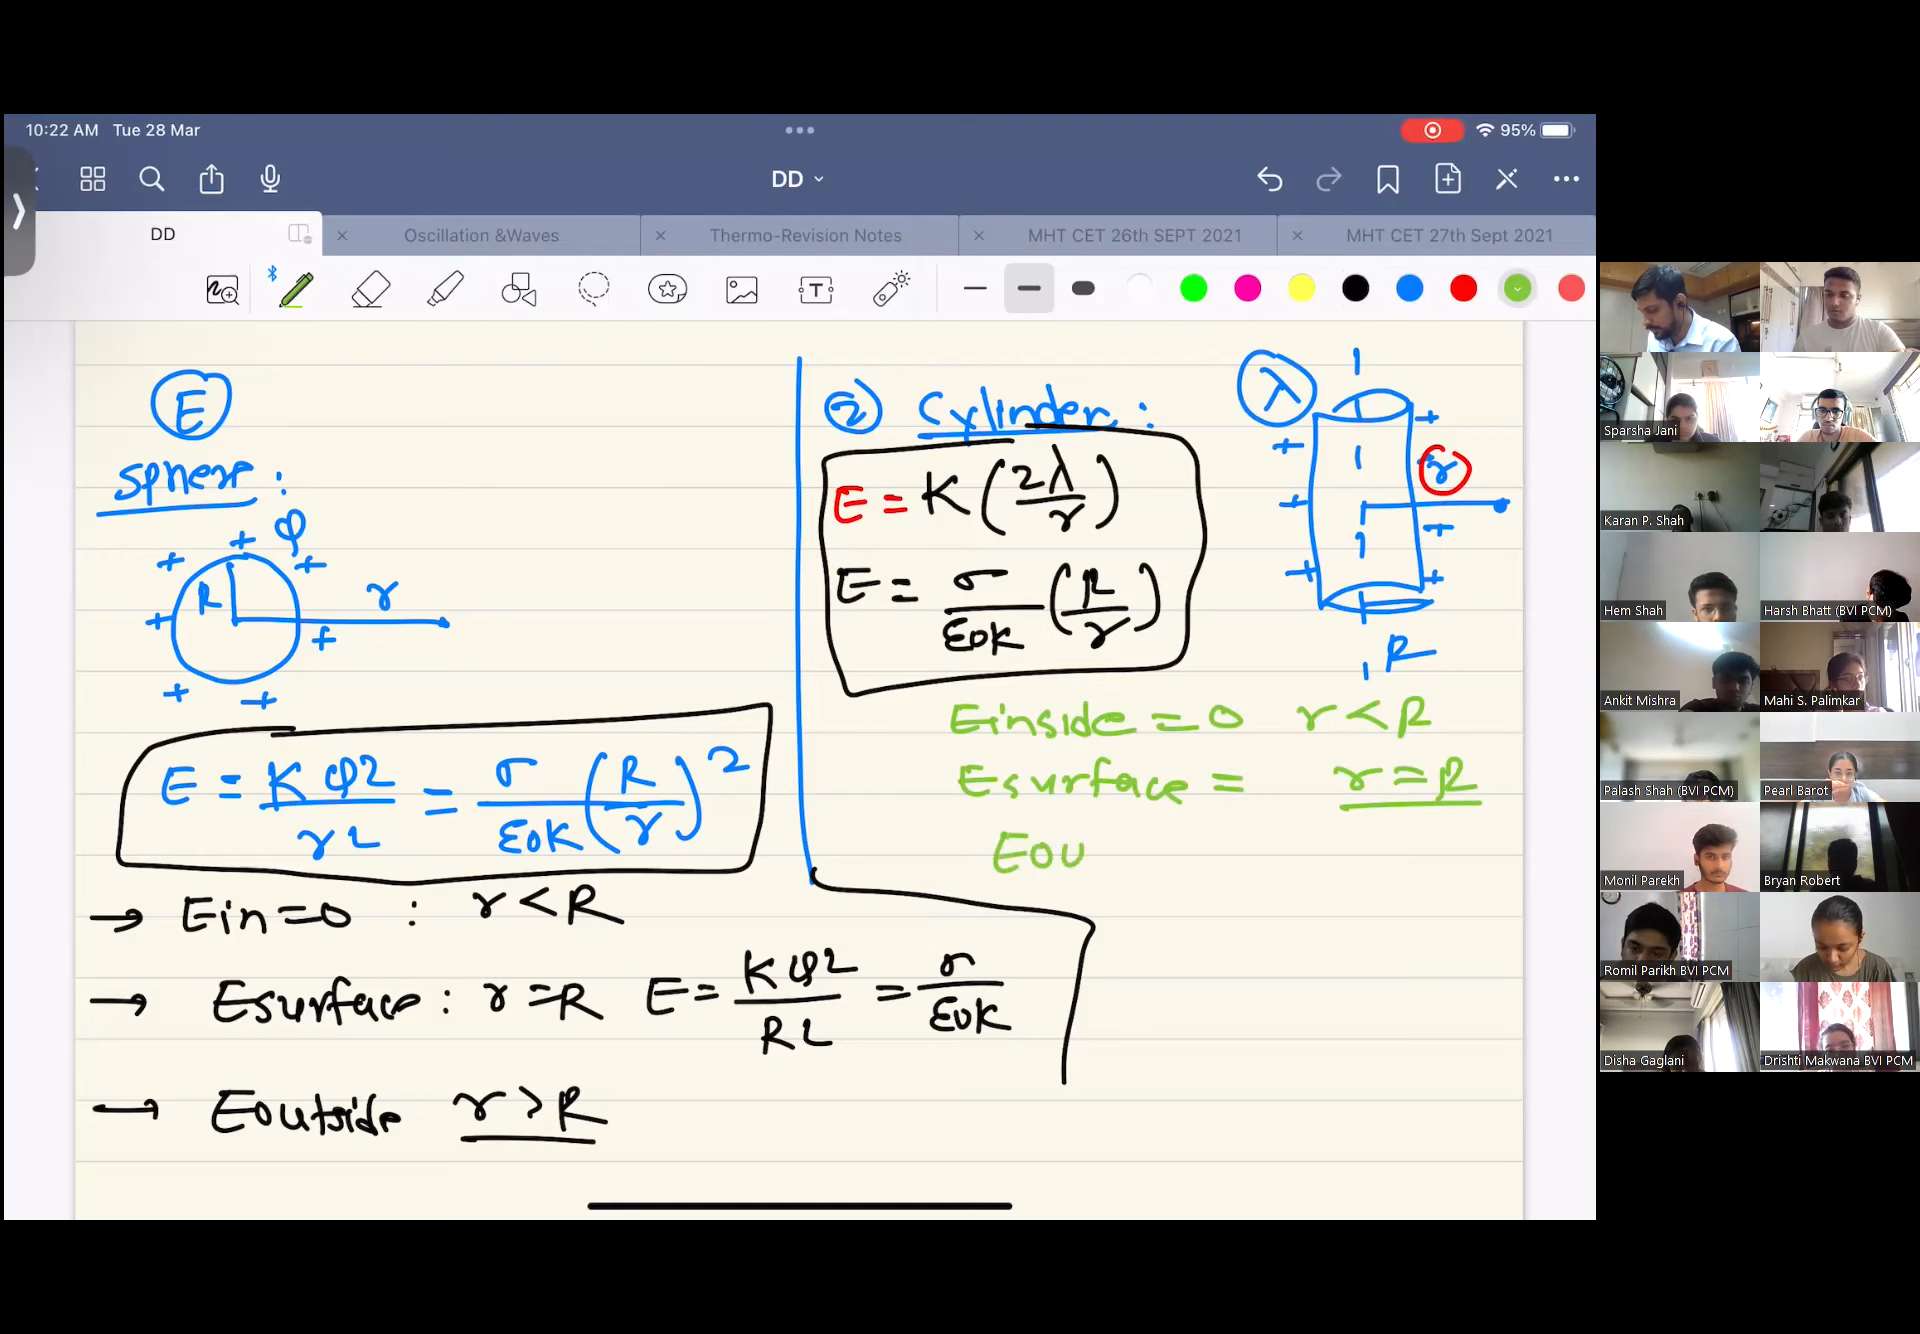 10:22 AM Tue 28 Mar
95%
DD
DD
Oscillation &Waves
Thermo-Revision Notes
MHT CET 26th SEPT 2021
MHT CET 27th Sept 2021
T
E
Sphere :
φ
R
r
E = Kφ2/r2 = σ/ε0K (R/r)2
→ Ein=0 : r<R
→ Esurface : r=R E = Kφ2/R2 = σ/ε0K
→ Eoutside r>R
2) Cylinder :
λ
E = K(2λ/r)
E = σ/ε0K (R/r)
r
R
Einside = 0 r<R
Esurface = r=R
Eou
Sparsha Jani
Karan P. Shah
Hem Shah
Harsh Bhatt (BVI PCM)
Ankit Mishra
Mahi S. Palimkar
Palash Shah (BVI PCM)
Pearl Barot
Monil Parekh
Bryan Robert
Romil Parikh BVI PCM
Disha Gaglani
Drishti Makwana BVI PCM